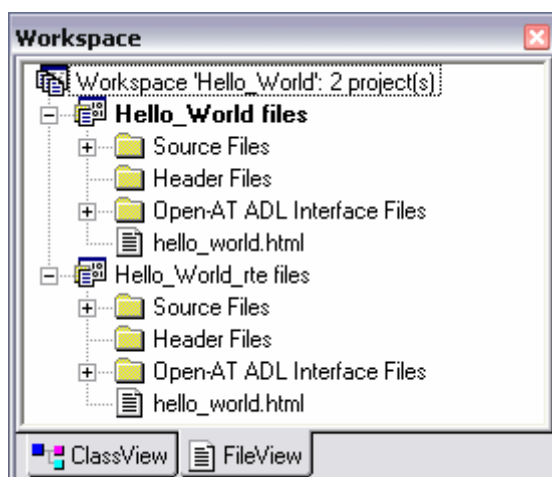 Workspace
Workspace 'Hello_World': 2 project(s)
Hello_World files
Source Files
Header Files
Open-AT ADL Interface Files
hello_world.html
Hello_World_rte files
Source Files
Header Files
Open-AT ADL Interface Files
hello_world.html
ClassView FileView